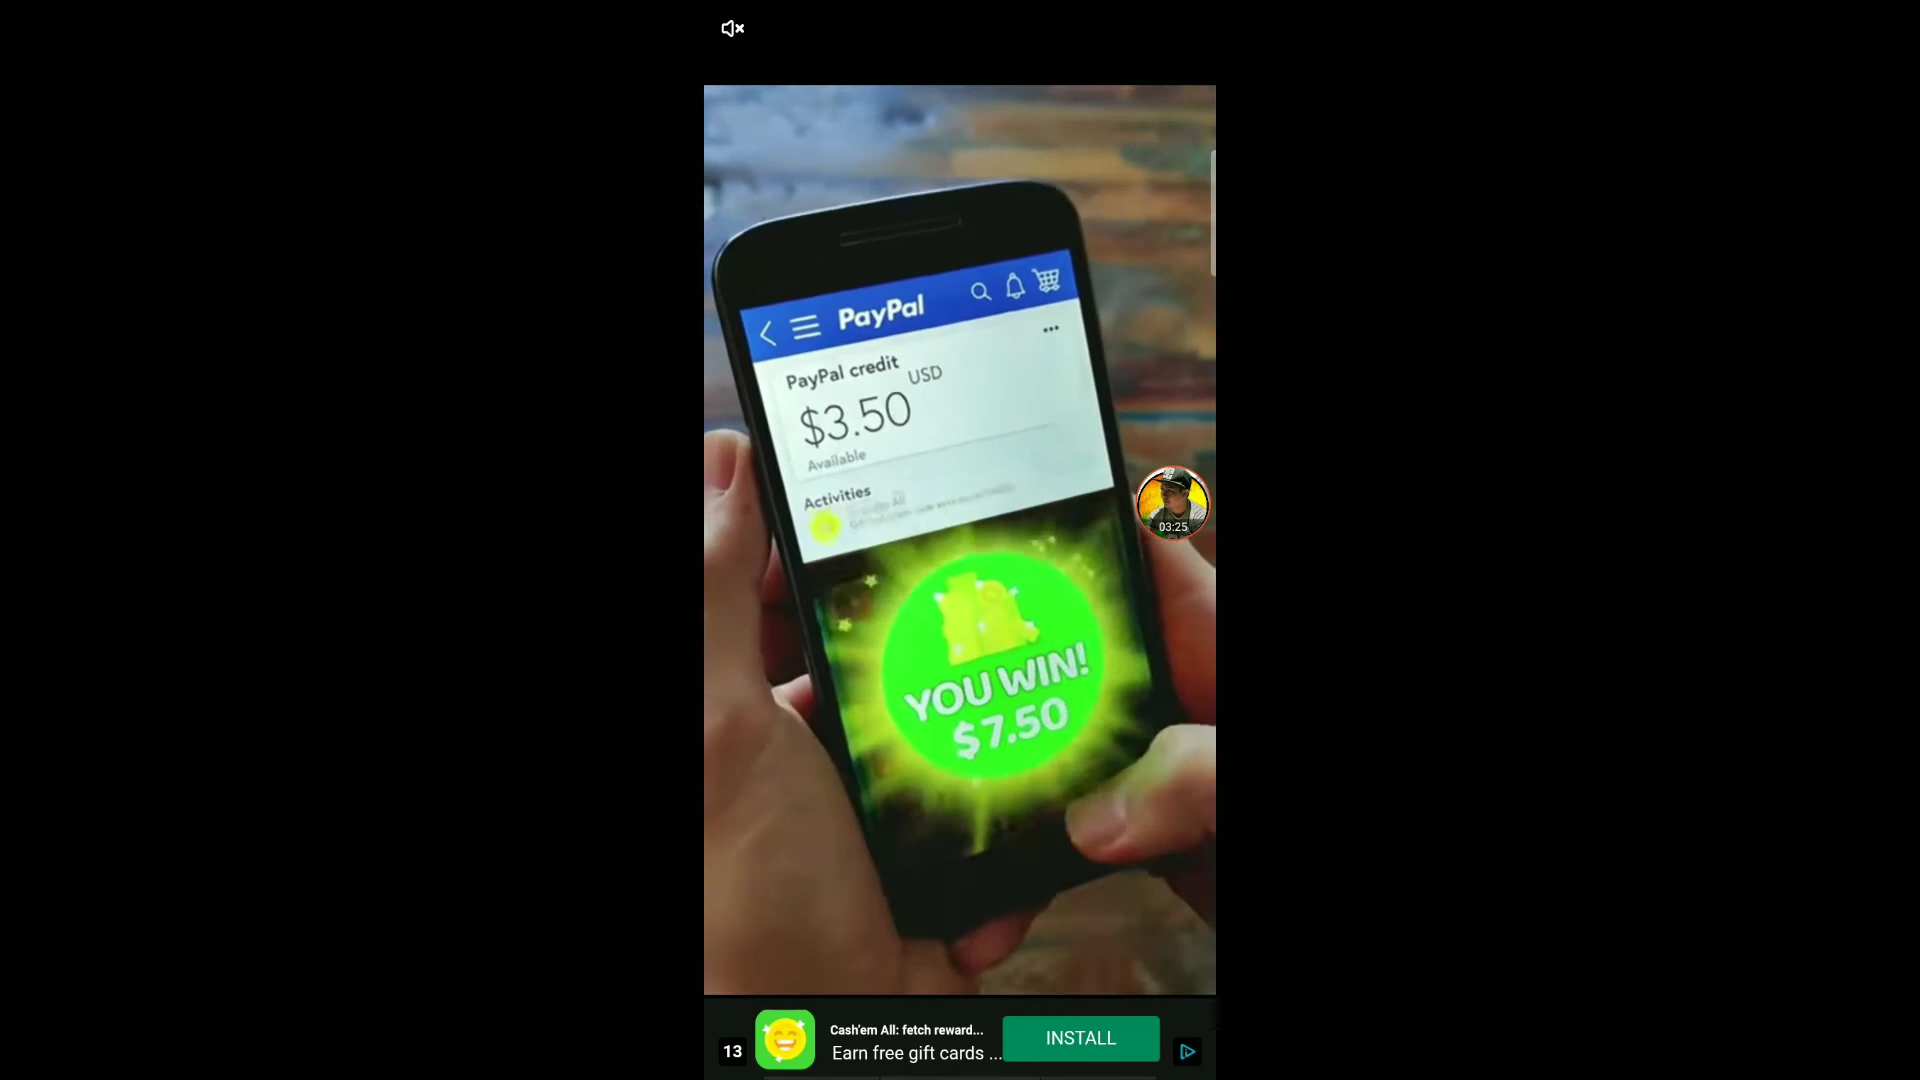 PayPal
PayPal credit
$3.50 USD
Available
Activities
All
YOU WIN!
$7.50
03:25
13
Cash'em All: fetch reward...
Earn free gift cards ...
INSTALL